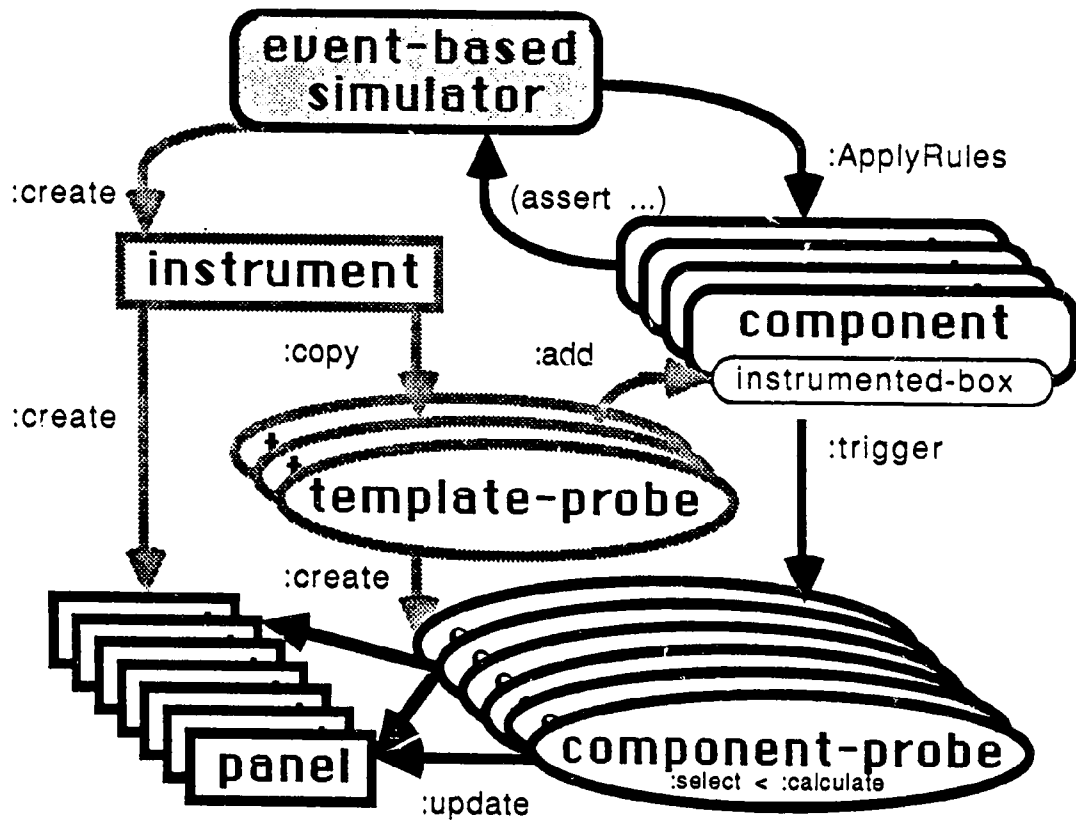 event-based
simulator
:ApplyRules
:create
(assert ...)
instrument
component
:copy
:add
instrumented-box
:create
:trigger
+
+
template-probe
:create
component-probe
panel
:select < :calculate
:update